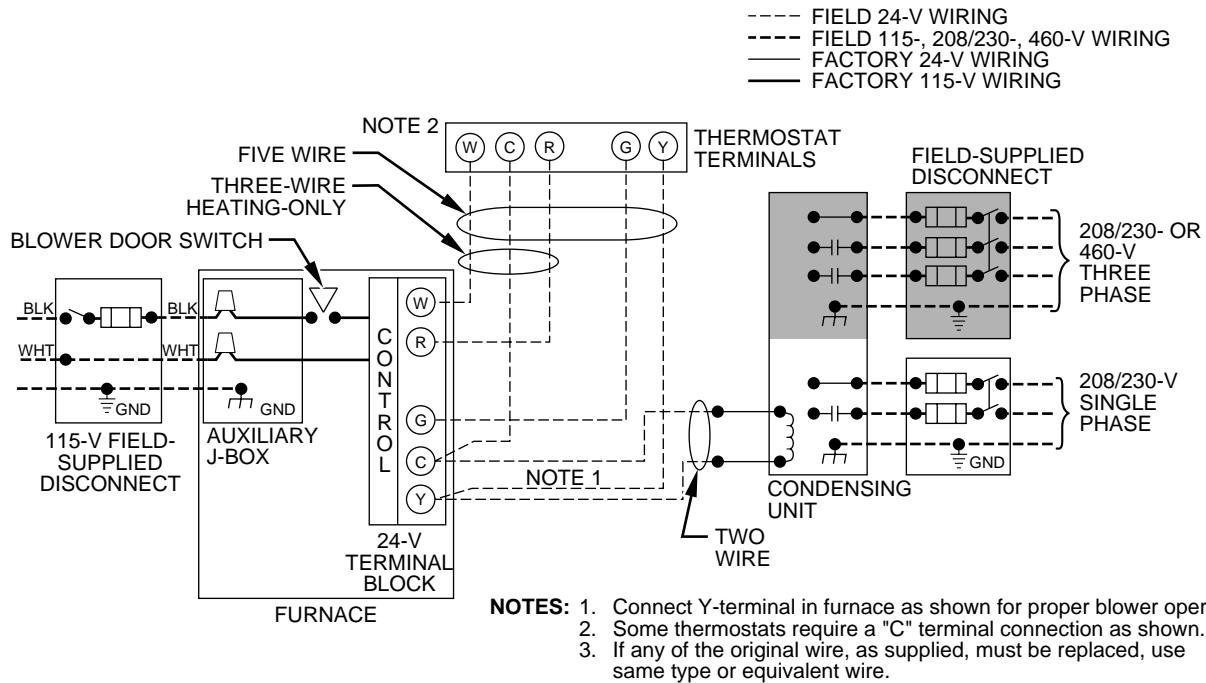 FIELD 24-V WIRING
FIELD 115-, 208/230-, 460-V WIRING
FACTORY 24-V WIRING
FACTORY 115-V WIRING
NOTE 2
W C R G Y
THERMOSTAT
TERMINALS
FIVE WIRE
THREE-WIRE
HEATING-ONLY
BLOWER DOOR SWITCH
FIELD-SUPPLIED
DISCONNECT
208/230- OR
460-V
THREE
PHASE
BLK
BLK
WHT
WHT
GND
GND
115-V FIELD-
SUPPLIED
DISCONNECT
AUXILIARY
J-BOX
CONTROL
W
R
G
C
Y
NOTE 1
24-V
TERMINAL
BLOCK
FURNACE
TWO
WIRE
CONDENSING
UNIT
208/230-V
SINGLE
PHASE
GND
NOTES: 1. Connect Y-terminal in furnace as shown for proper blower oper
2. Some thermostats require a "C" terminal connection as shown.
3. If any of the original wire, as supplied, must be replaced, use
same type or equivalent wire.